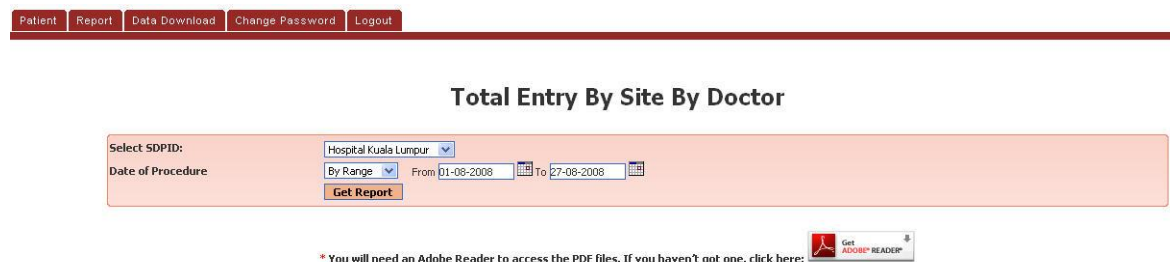 Patient Report Data Download Change Password Logout
Total Entry By Site By Doctor
Select SDPID: Hospital Kuala Lumpur
Date of Procedure By Range From 01-08-2008 To 27-08-2008
Get Report
* You will need an Adobe Reader to access the PDF files. If you haven't got one, click here: Get ADOBE® READER®